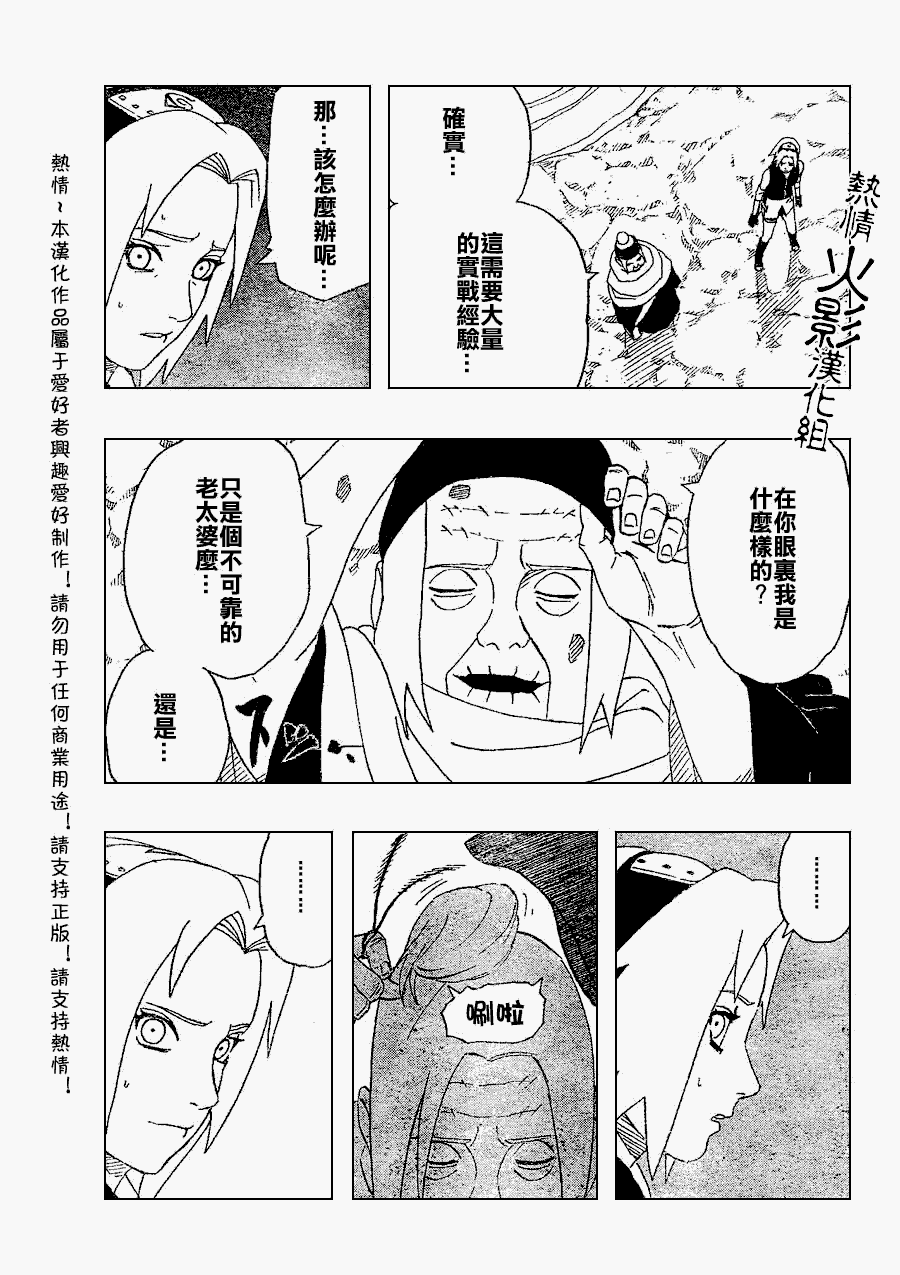 確實…
這需要大量
的實戰經驗…
那…該怎麼辦呢…
熱情
火影漢化組
在你眼裏我是
什麼樣的？
只是個不可靠的
老太婆麼…
還是…
………
唰啦
………
熱情~本漢化作品屬于愛好者興趣愛好制作！請勿用于任何商業用途！請支持正版！請支持熱情！